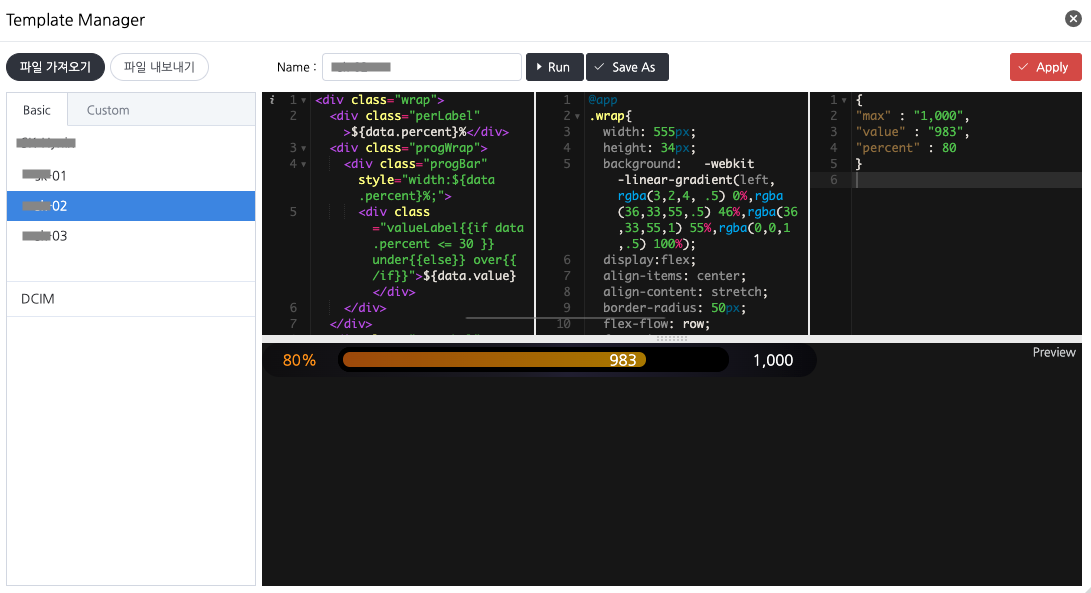 Template Manager
파일 가져오기
파일 내보내기
Name :
Run
Save As
Apply
Basic
Custom
-01
-02
-03
DCIM
i 1 <div class="wrap">
2 <div class="perLabel"
>${data.percent}%</div>
3 <div class="progWrap">
4 <div class="progBar"
style="width:${data
.percent}%;">
5 <div class
="valueLabel{{if data
.percent <= 30 }}
under{{else}} over{{
/if}}">${data.value}
</div>
6 </div>
7 </div>
1 @app
2 .wrap{
3 width: 555px;
4 height: 34px;
5 background: -webkit
-linear-gradient(left,
rgba(3,2,4, .5) 0%,rgba
(36,33,55,.5) 46%,rgba(36
,33,55,1) 55%,rgba(0,0,1
,.5) 100%);
6 display:flex;
7 align-items: center;
8 align-content: stretch;
9 border-radius: 50px;
10 flex-flow: row;
1 {
2 "max" : "1,000",
3 "value" : "983",
4 "percent" : 80
5 }
6
Preview
80%
983
1,000